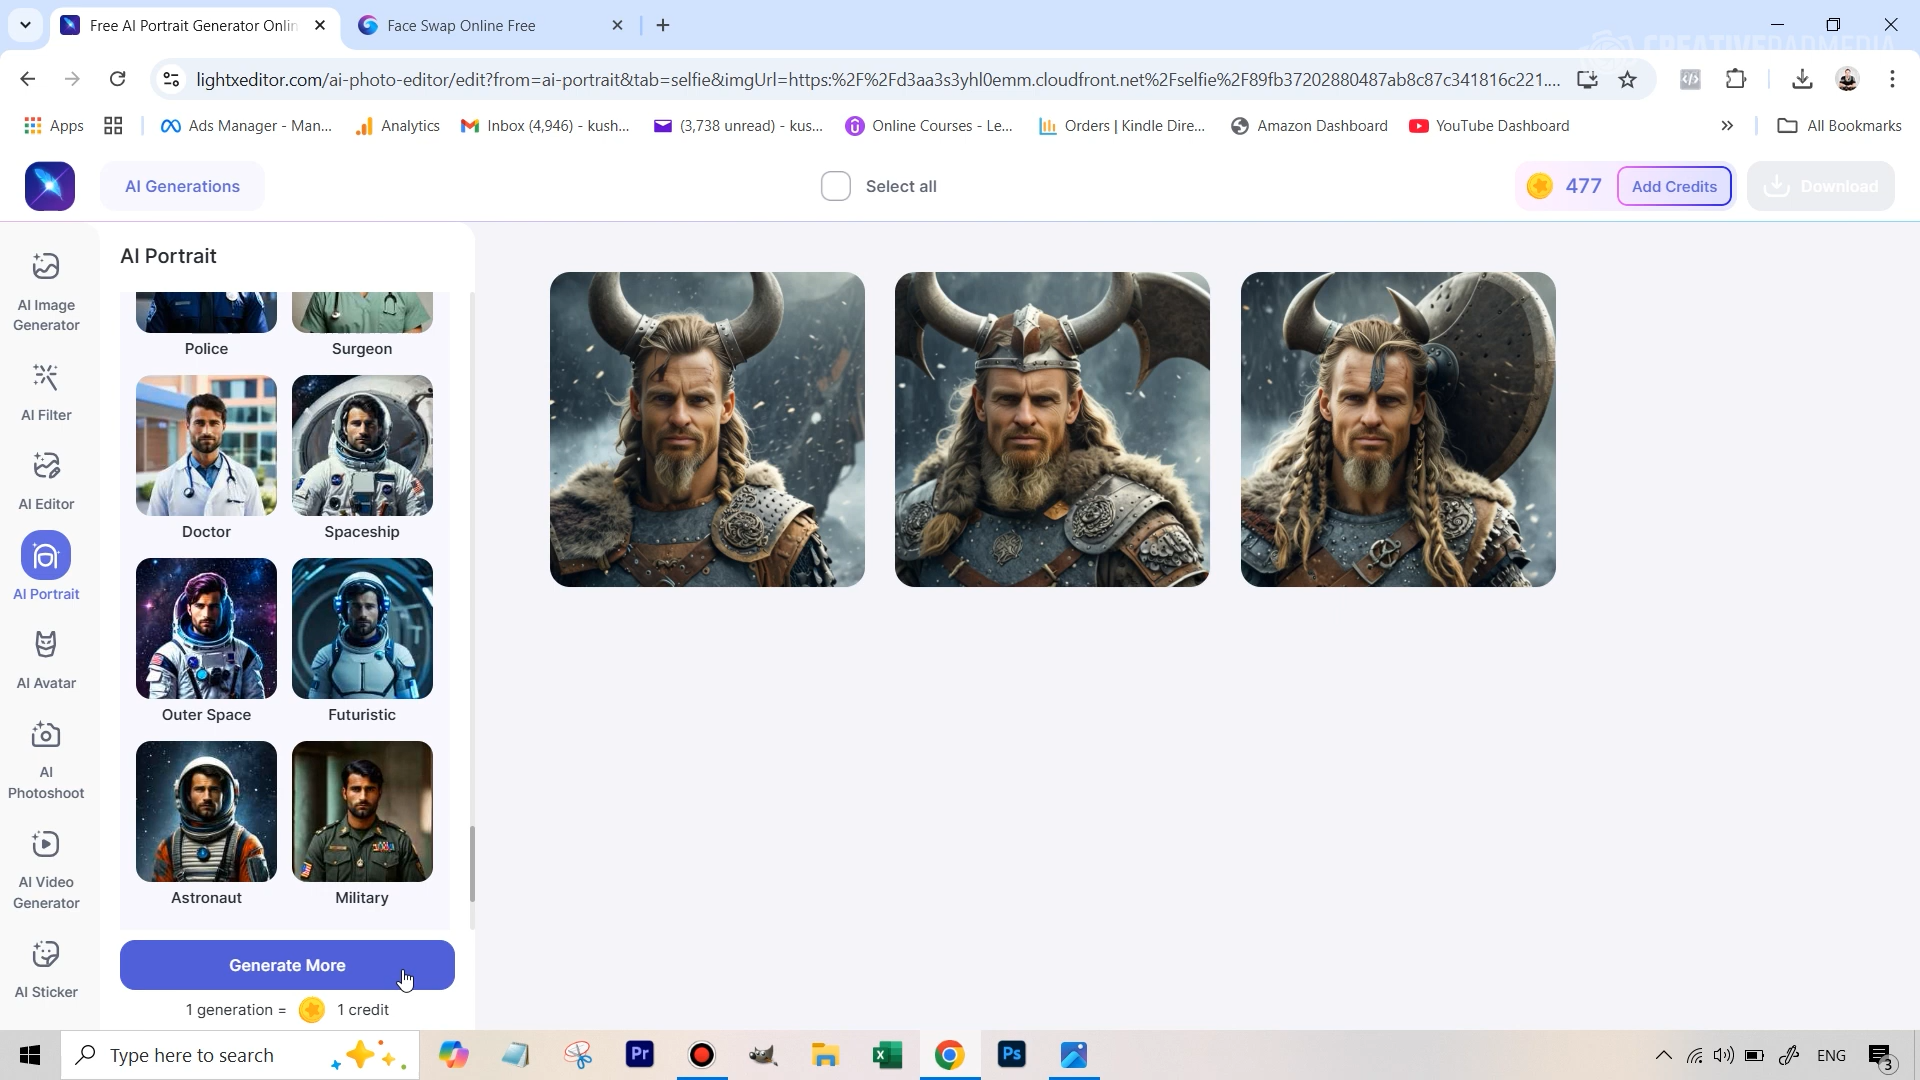 Free AI Portrait Generator Onlin
Face Swap Online Free
CREATIVEDADMEDIA
lightxeditor.com/ai-photo-editor/edit?from=ai-portrait&tab=selfie&imgUrl=https:%2F%2Fd3aa3s3yhl0emm.cloudfront.net%2Fselfie%2F89fb37202880487ab8c87c341816c221....
Apps
Ads Manager - Man...
Analytics
Inbox (4,946) - kush...
(3,738 unread) - kus...
Online Courses - Le...
Orders | Kindle Dire...
Amazon Dashboard
YouTube Dashboard
All Bookmarks
AI Generations
Select all
477
Add Credits
Download
AI Image
Generator
AI Filter
AI Editor
AI Portrait
AI Avatar
AI
Photoshoot
AI Video
Generator
AI Sticker
AI Portrait
Police
Surgeon
Doctor
Spaceship
Outer Space
Futuristic
Astronaut
Military
Generate More
1 generation =
1 credit
Type here to search
Pr
Ps
ENG
3